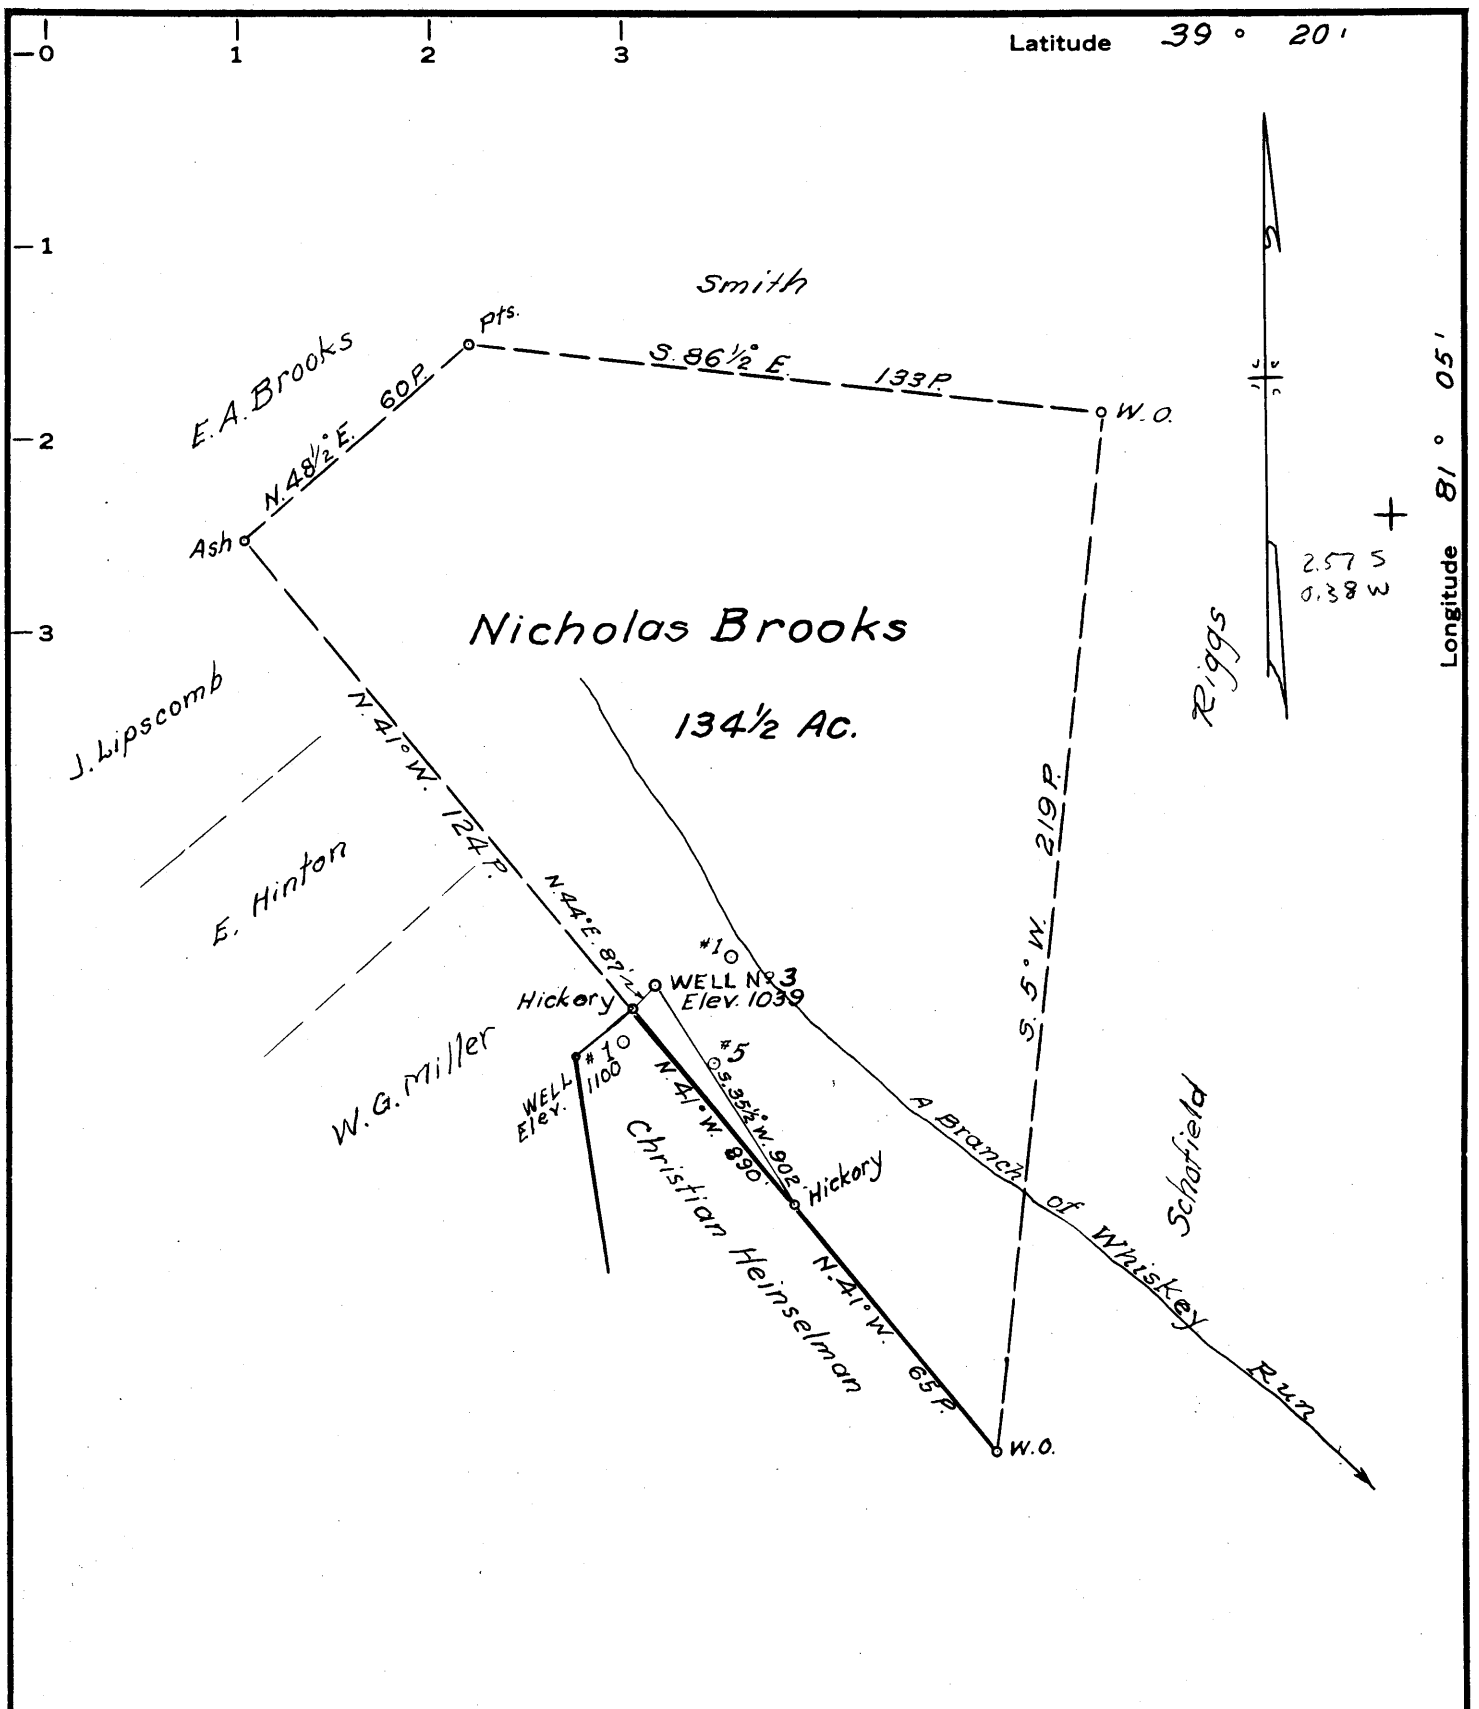 0 1 2 3 Latitude 39° 20'
1
2
3
Longitude 81° 05'
Smith
Pts.
E. A. Brooks
N. 48½° E. 60 P.
S. 86½° E. 133 P.
W. O.
Ash
2.57 S
0.38 W
Nicholas Brooks
134½ Ac.
Riggs
J. Lipscomb
N. 41° W. 124 P.
E. Hinton
S. 5° W. 219 P.
N. 44° E. 87'
#1
WELL No. 3
Elev. 1039
Hickory
W. G. Miller
WELL #1
Elev. 1100
#5
N. 41° W. 890'
S. 35½° W. 902'
Hickory
Christian Heinselman
A Branch of Whiskey Run
Schofield
N. 41° W. 65 P.
W. O.